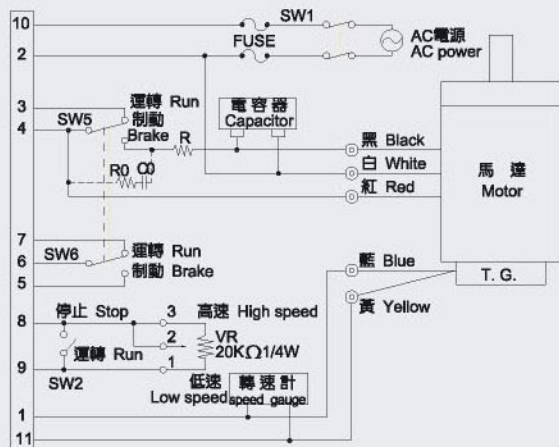 10
SW1
AC電源
AC power
FUSE
2
3
運轉 Run
SW5
制動
Brake
4
電容器
Capacitor
R
R0
C0
黑 Black
白 White
紅 Red
馬達
Motor
7
運轉 Run
6
SW6
制動 Brake
5
藍 Blue
T. G.
黃 Yellow
停止 Stop
3
高速 High speed
8
2
VR
20KΩ1/4W
運轉 Run
1
9
SW2
低速
Low speed
轉速計
speed gauge
1
11